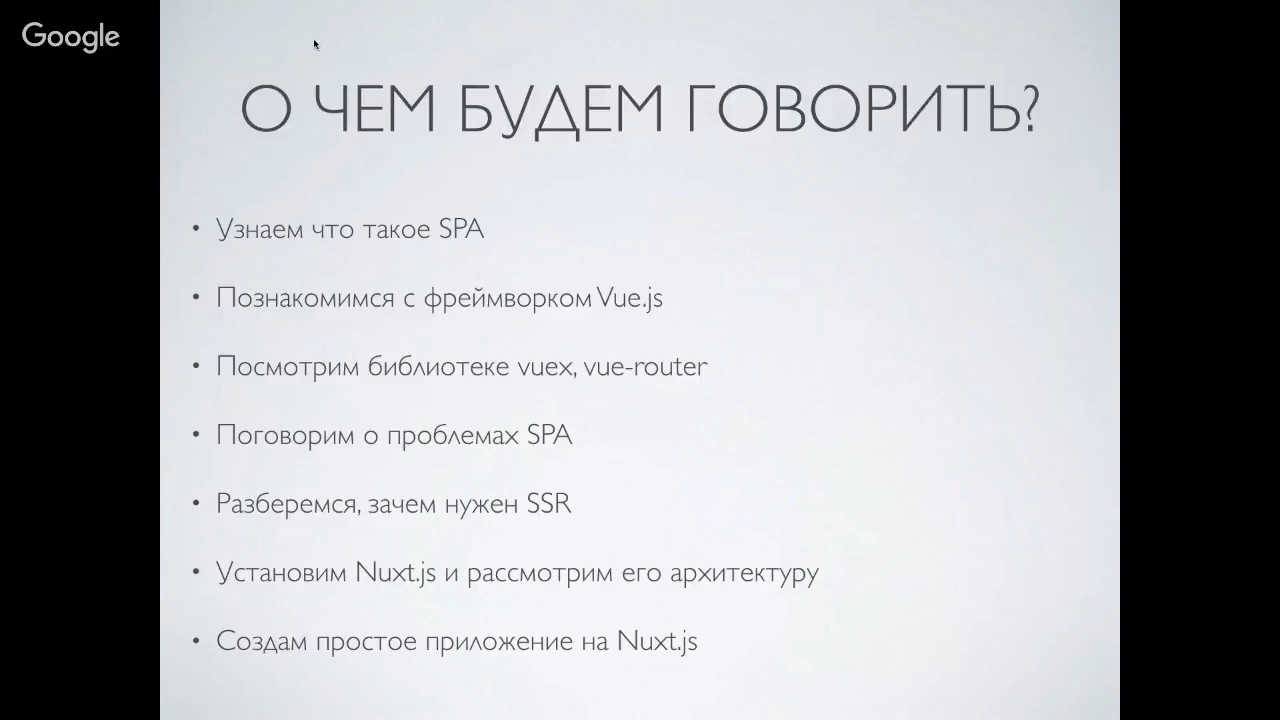 Google
О ЧЕМ БУДЕМ ГОВОРИТЬ?
• Узнаем что такое SPA
• Познакомимся с фреймворком Vue.js
• Посмотрим библиотеке vuex, vue-router
• Поговорим о проблемах SPA
• Разберемся, зачем нужен SSR
• Установим Nuxt.js и рассмотрим его архитектуру
• Создам простое приложение на Nuxt.js